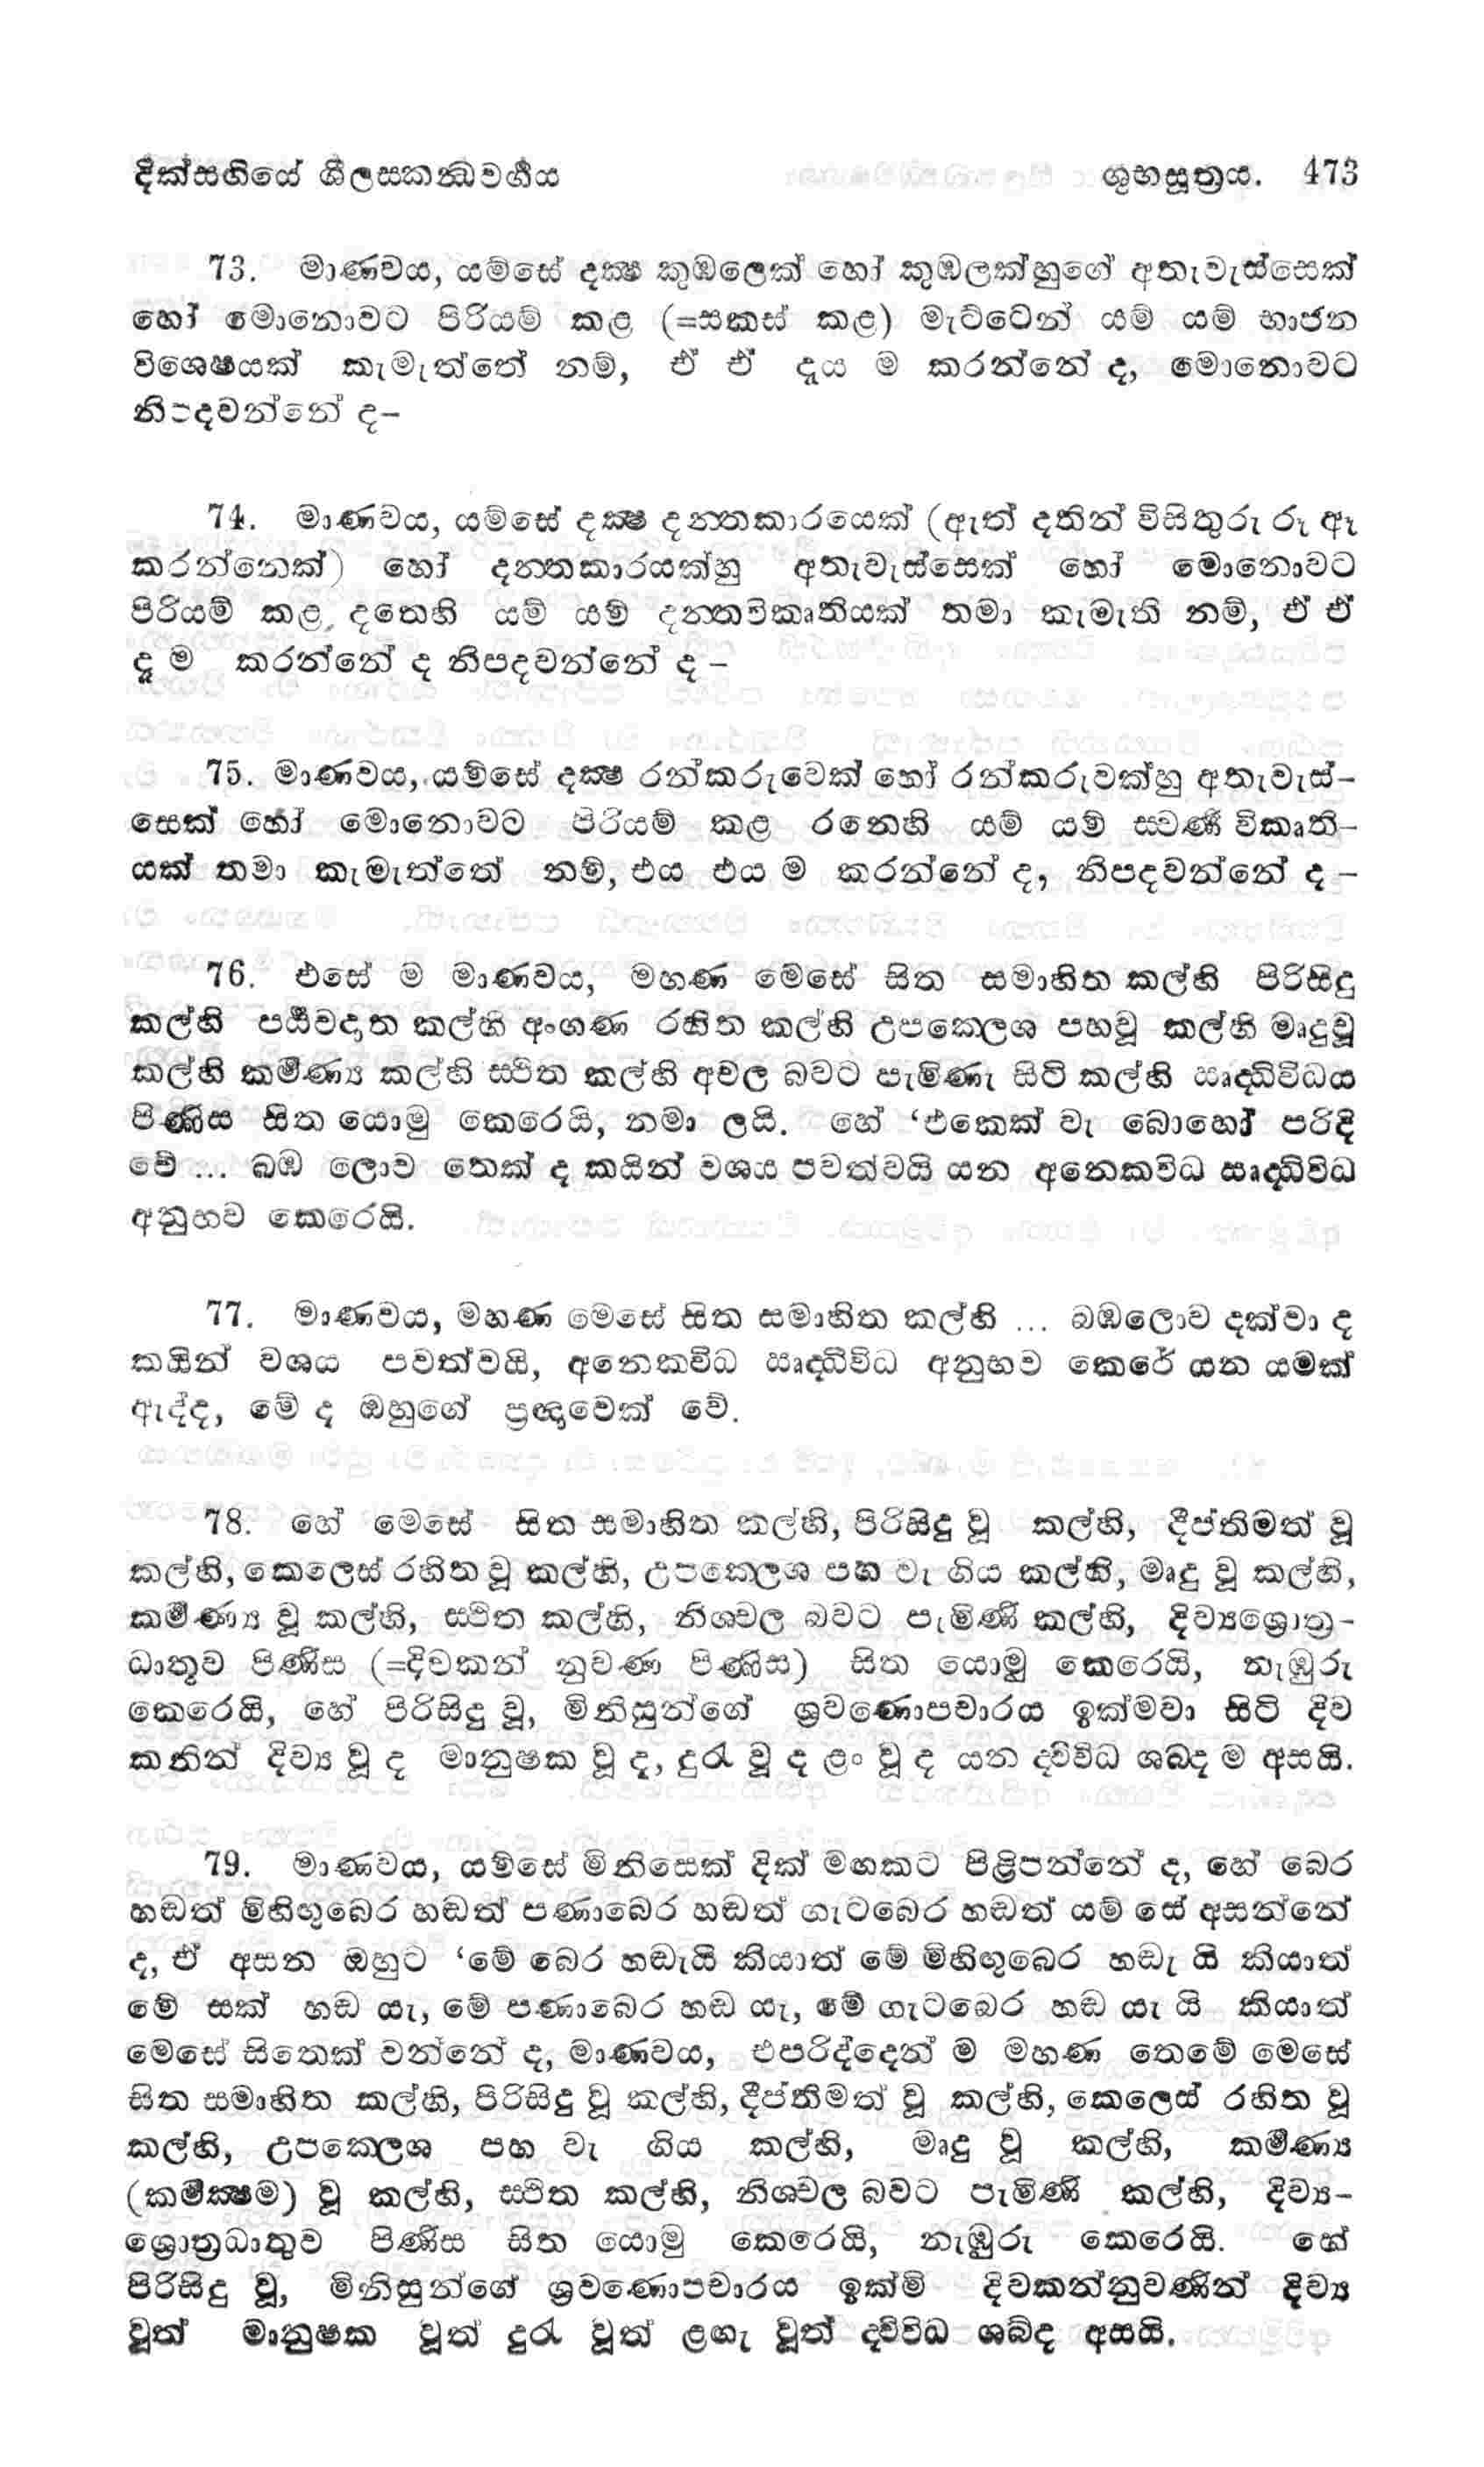 දික්සඟියේ ශීලසකන්‍ධවර්‍ගය ශුභසූත්‍රය. 473
73. මාණවය, යම්සේ දක්‍ෂ කුඹලෙක් හෝ කුඹලක්හුගේ අතැවැස්සෙක්
හෝ මොනොවට පිරියම් කළ (=සකස් කළ) මැට්ටෙන් යම් යම් භාජන
විශෙෂයක් කැමැත්තේ නම්, ඒ ඒ දෑය ම කරන්නේ ද, මොනොවට
නිපදවන්නේ ද–
74. මාණවය, යම්සේ දක්‍ෂ දන්‍තකාරයෙක් (ඇත් දතින් විසිතුරු රූ ඈ
කරන්නෙක්) හෝ දන්‍තකාරයක්හු අතැවැස්සෙක් හෝ මොනොවට
පිරියම් කළ දතෙහි යම් යම් දන්‍තවිකෘතියක් තමා කැමැති නම්, ඒ ඒ
දෑ ම කරන්නේ ද නිපදවන්නේ ද –
75. මාණවය, යම්සේ දක්‍ෂ රන්කරුවෙක් හෝ රන්කරුවක්හු අතැවැස්-
සෙක් හෝ මොනොවට පිරියම් කළ රනෙහි යම් යම් ස්‍වර්‍ණ විකෘති-
යක් තමා කැමැත්තේ නම්, එය එය ම කරන්නේ ද, නිපදවන්නේ ද –
76. එසේ ම මාණවය, මහණ මෙසේ සිත සමාහිත කල්හි පිරිසිදු
කල්හි පර්‍ය්‍යවදාත කල්හි අංගණ රහිත කල්හි උපක්ලෙශ පහවූ කල්හි මෘදුවූ
කල්හි කර්‍මණ්‍ය කල්හි ස්ථිත කල්හි අචල බවට පැමිණැ සිටි කල්හි ඍද්‍ධිවිධය
පිණිස සිත යොමු කෙරෙයි, නමා ලයි. හේ ‘එකෙක් වැ බොහෝ පරිදි
වේ ... බඹ ලොව තෙක් ද කයින් වශය පවත්වයි යන අනෙකවිධ ඍද්‍ධිවිධ
අනුභව කෙරෙයි.
77. මාණවය, මහණ මෙසේ සිත සමාහිත කල්හි ... බඹලොව දක්වා ද
කයින් වශය පවත්වයි, අනෙකවිධ ඍද්‍ධිවිධ අනුභව කෙරේ යන යමක්
ඇද්ද, මේ ද ඔහුගේ ප්‍රඥාවෙක් වේ.
78. හේ මෙසේ සිත සමාහිත කල්හි, පිරිසිදු වූ කල්හි, දීප්තිමත් වූ
කල්හි, කෙලෙස් රහිත වූ කල්හි, උපක්ලෙශ පහ වැ ගිය කල්හි, මෘදු වූ කල්හි,
කර්‍මණ්‍ය වූ කල්හි, ස්ථිත කල්හි, නිශ්චල බවට පැමිණි කල්හි, දිව්‍යශ්‍රොත්‍ර-
ධාතුව පිණිස (=දිවකන් නුවණ පිණිස) සිත යොමු කෙරෙයි, නැඹුරු
කෙරෙයි, හේ පිරිසිදු වූ, මිනිසුන්ගේ ශ්‍රවණොපචාරය ඉක්මවා සිටි දිව
කනින් දිව්‍ය වූ ද මානුෂක වූ ද, දුරැ වූ ද ළං වූ ද යන ද්විවිධ ශබ්ද ම අසයි.
79. මාණවය, යම්සේ මිනිසෙක් දික් මඟකට පිළිපන්නේ ද, හේ බෙර
හඬත් මිහිඟුබෙර හඬත් පණාබෙර හඬත් ගැටබෙර හඬත් යම් සේ අසන්නේ
ද, ඒ අසන ඔහුට ‘මේ බෙර හඬැයි කියාත් මේ මිහිඟුබෙර හඬැ යි කියාත්
මේ සක් හඬ යැ, මේ පණාබෙර හඬ යැ, මේ ගැටබෙර හඬ යැ යි කියාත්
මෙසේ සිතෙක් වන්නේ ද, මාණවය, එපරිද්දෙන් ම මහණ තෙමේ මෙසේ
සිත සමාහිත කල්හි, පිරිසිදු වූ කල්හි, දීප්තිමත් වූ කල්හි, කෙලෙස් රහිත වූ
කල්හි, උපක්ලෙශ පහ වැ ගිය කල්හි, මෘදු වූ කල්හි, කර්‍මණ්‍ය
(කර්‍මක්‍ෂම) වූ කල්හි, ස්ථිත කල්හි, නිශ්චල බවට පැමිණි කල්හි, දිව්‍ය-
ශ්‍රොත්‍රධාතුව පිණිස සිත යොමු කෙරෙයි, නැඹුරු කෙරෙයි. හේ
පිරිසිදු වූ, මිනිසුන්ගේ ශ්‍රවණොපචාරය ඉක්මි දිවකන්නුවණින් දිව්‍ය
වූත් මානුෂක වූත් දුරැ වූත් ළඟැ වූත් ද්විවිධ ශබ්ද අසයි.